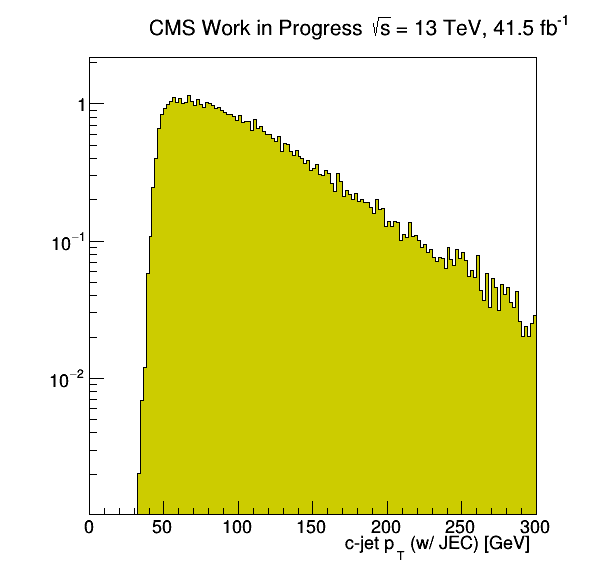 CMS Work in Progress √s = 13 TeV, 41.5 fb⁻¹
1
10⁻¹
10⁻²
0 50 100 150 200 250 300
c-jet p_T (w/ JEC) [GeV]